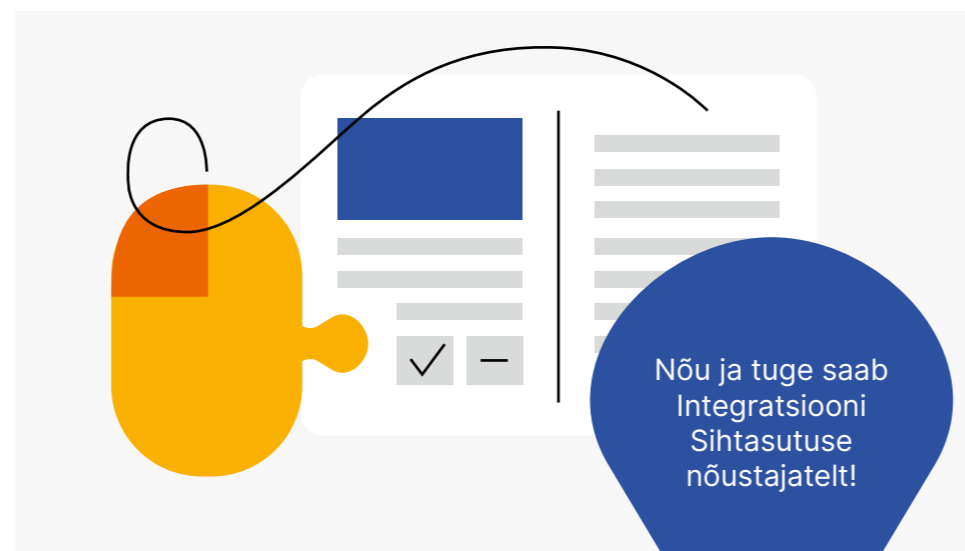 Nõu ja tuge saab
Integratsiooni
Sihtasutuse
nõustajatelt!